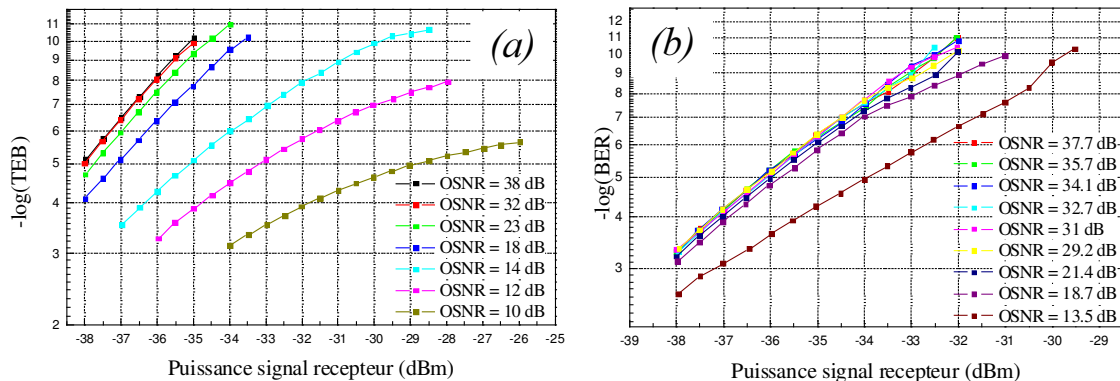 (a)
-log(TEB)
11
10
9
8
7
6
5
4
3
2
OSNR = 38 dB
OSNR = 32 dB
OSNR = 23 dB
OSNR = 18 dB
OSNR = 14 dB
OSNR = 12 dB
OSNR = 10 dB
-38 -37 -36 -35 -34 -33 -32 -31 -30 -29 -28 -27 -26 -25
Puissance signal recepteur (dBm)
(b)
-log(BER)
12
11
10
9
8
7
6
5
4
3
OSNR = 37.7 dB
OSNR = 35.7 dB
OSNR = 34.1 dB
OSNR = 32.7 dB
OSNR = 31 dB
OSNR = 29.2 dB
OSNR = 21.4 dB
OSNR = 18.7 dB
OSNR = 13.5 dB
-39 -38 -37 -36 -35 -34 -33 -32 -31 -30 -29
Puissance signal recepteur (dBm)